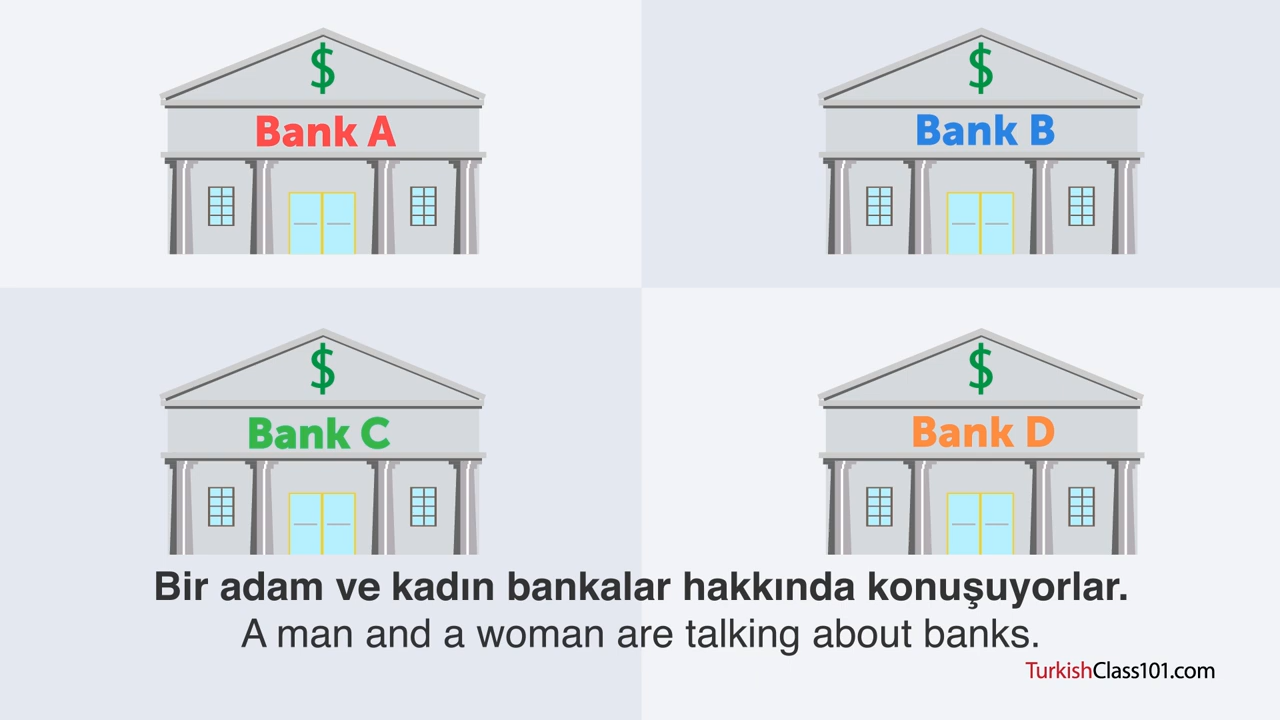 $
Bank A
$
Bank B
$
Bank C
$
Bank D
Bir adam ve kadın bankalar hakkında konuşuyorlar.
A man and a woman are talking about banks.
TurkishClass101.com